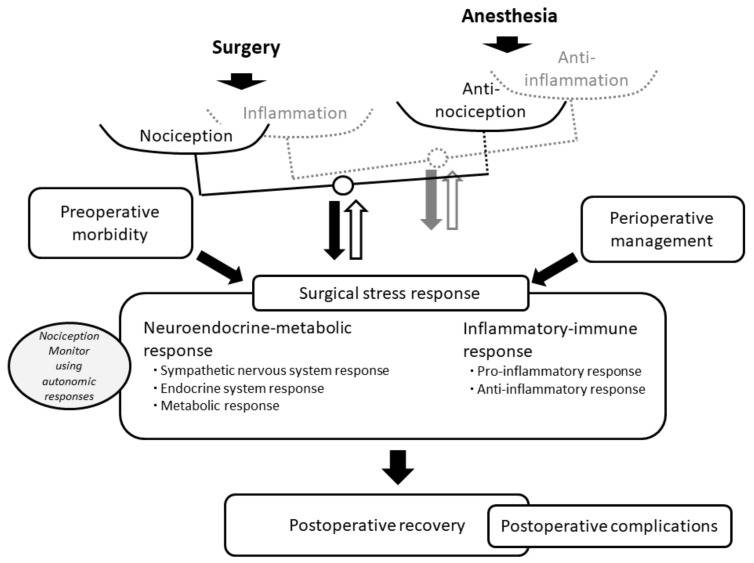 Anesthesia
Surgery
Anti-
inflammation
Inflammation
Anti-
nociception
Nociception
Preoperative
morbidity
Perioperative
management
Surgical stress response
Neuroendocrine-metabolic
response
・Sympathetic nervous system response
・Endocrine system response
・Metabolic response
Inflammatory-immune
response
・Pro-inflammatory response
・Anti-inflammatory response
Nociception
Monitor
using
autonomic
responses
Postoperative recovery
Postoperative complications